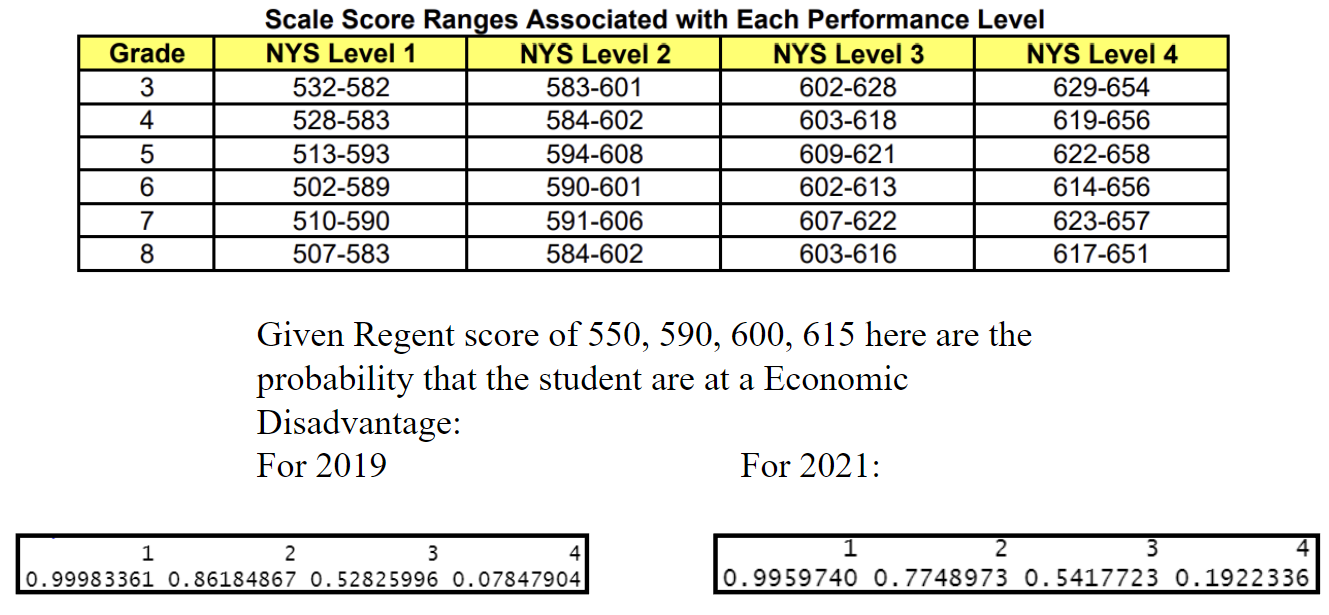 Scale Score Ranges Associated with Each Performance Level
Grade NYS Level 1 NYS Level 2 NYS Level 3 NYS Level 4
3 532-582 583-601 602-628 629-654
4 528-583 584-602 603-618 619-656
5 513-593 594-608 609-621 622-658
6 502-589 590-601 602-613 614-656
7 510-590 591-606 607-622 623-657
8 507-583 584-602 603-616 617-651
Given Regent score of 550, 590, 600, 615 here are the
probability that the student are at a Economic
Disadvantage:
For 2019 For 2021:
1 2 3 4
0.99983361 0.86184867 0.52825996 0.07847904
1 2 3 4
0.9959740 0.7748973 0.5417723 0.1922336